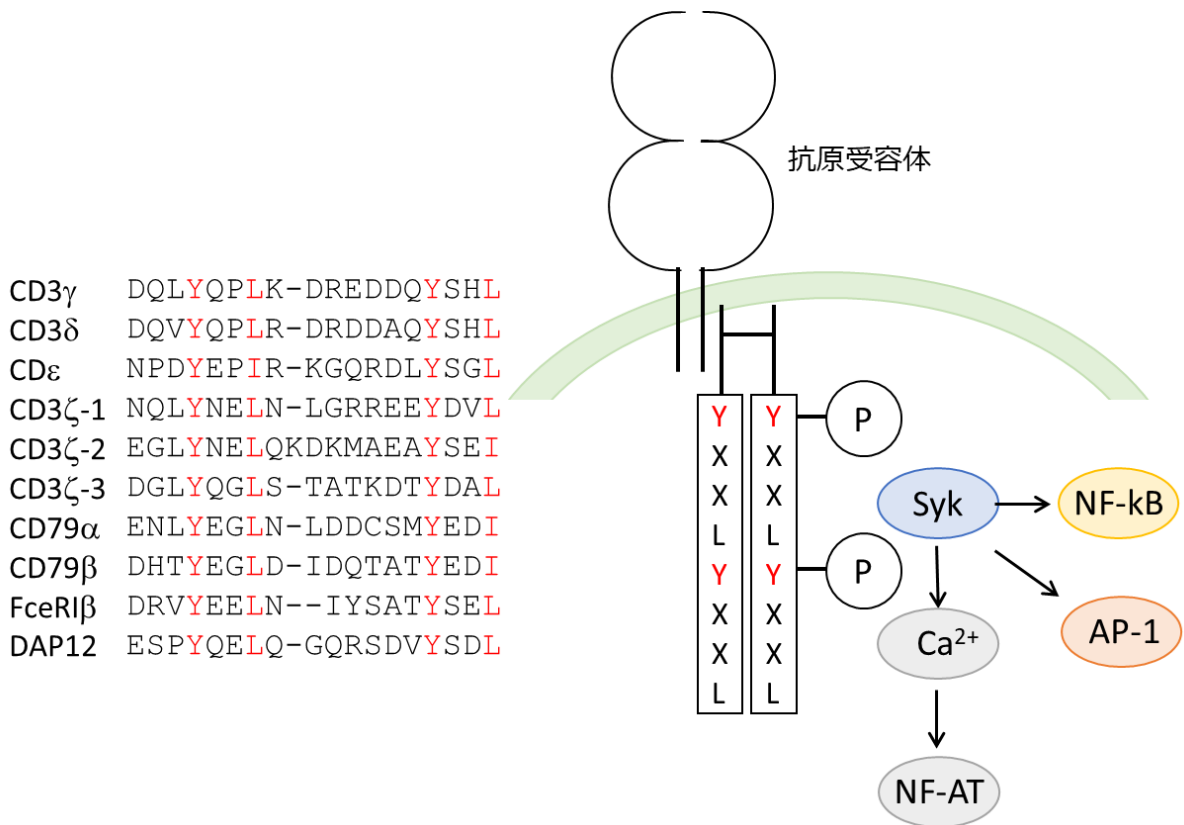 抗原受容体
CD3γ DQLYQPLK-DREDDQYSHL
CD3δ DQVYQPLR-DRDDAQYSHL
CDε NPDYEPIR-KGQRDLYSGL
CD3ζ-1 NQLYNELN-LGRREEYDVL
CD3ζ-2 EGLYNELQKDKMAEAYSEI
CD3ζ-3 DGLYQGLS-TATKDTYDAL
CD79α ENLYEGLN-LDDCSMYEDI
CD79β DHTYEGLD-IDQTATYEDI
FceRIβ DRVYEELN--IYSATYSEL
DAP12 ESPYQELQ-GQRSDVYSDL
Y Y P
X X
X X
L L
Y Y P
X X
X X
L L
Syk NF-kB
Ca²⁺ AP-1
NF-AT